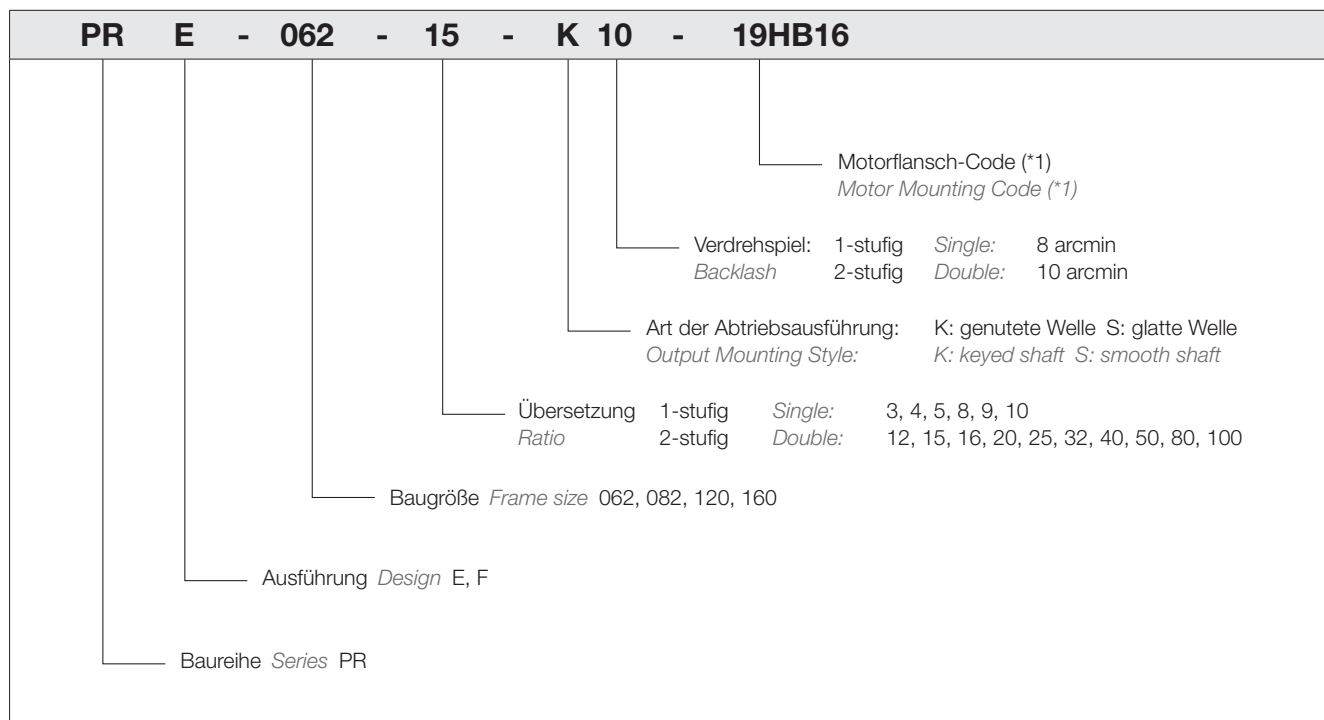 PR E - 062 - 15 - K 10 - 19HB16
Motorflansch-Code (*1)
Motor Mounting Code (*1)
Verdrehspiel: 1-stufig Single: 8 arcmin
Backlash 2-stufig Double: 10 arcmin
Art der Abtriebsausführung: K: genutete Welle S: glatte Welle
Output Mounting Style: K: keyed shaft S: smooth shaft
Übersetzung 1-stufig Single: 3, 4, 5, 8, 9, 10
Ratio 2-stufig Double: 12, 15, 16, 20, 25, 32, 40, 50, 80, 100
Baugröße Frame size 062, 082, 120, 160
Ausführung Design E, F
Baureihe Series PR